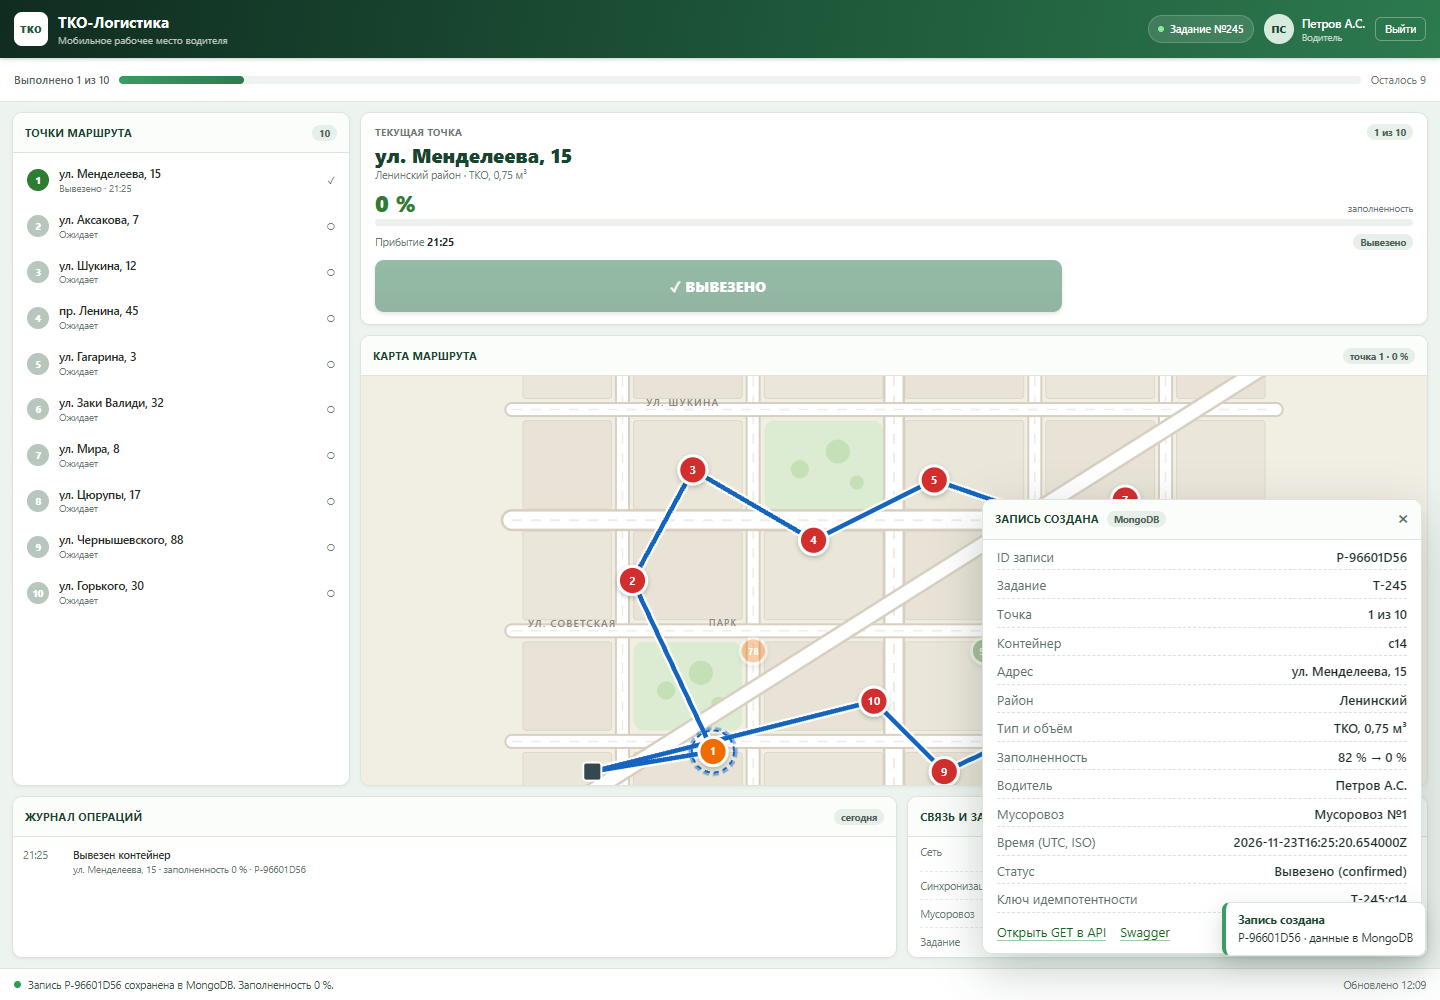 ТКО
ТКО-Логистика
Мобильное рабочее место водителя
Задание №245
ПС
Петров А.С.
Водитель
Выйти
Выполнено 1 из 10
Осталось 9
ТОЧКИ МАРШРУТА
10
1
ул. Менделеева, 15
Вывезено · 21:25
✓
2
ул. Аксакова, 7
Ожидает
3
ул. Шукина, 12
Ожидает
4
пр. Ленина, 45
Ожидает
5
ул. Гагарина, 3
Ожидает
6
ул. Заки Валиди, 32
Ожидает
7
ул. Мира, 8
Ожидает
8
ул. Цюрупы, 17
Ожидает
9
ул. Чернышевского, 88
Ожидает
10
ул. Горького, 30
Ожидает
ТЕКУЩАЯ ТОЧКА
1 из 10
ул. Менделеева, 15
Ленинский район · ТКО, 0,75 м³
0 %
заполненность
Прибытие 21:25
Вывезено
✓ ВЫВЕЗЕНО
КАРТА МАРШРУТА
точка 1 · 0 %
УЛ. ШУКИНА
3
5
4
2
УЛ. СОВЕТСКАЯ
ПАРК
78
10
1
9
ЗАПИСЬ СОЗДАНА
MongoDB
✕
ID записи
P-96601D56
Задание
T-245
Точка
1 из 10
Контейнер
c14
Адрес
ул. Менделеева, 15
Район
Ленинский
Тип и объём
ТКО, 0,75 м³
Заполненность
82 % → 0 %
Водитель
Петров А.С.
Мусоровоз
Мусоровоз №1
Время (UTC, ISO)
2026-11-23T16:25:20.654000Z
Статус
Вывезено (confirmed)
Ключ идемпотентности
T-245:c14
Открыть GET в API
Swagger
Запись создана
P-96601D56 · данные в MongoDB
ЖУРНАЛ ОПЕРАЦИЙ
сегодня
21:25
Вывезен контейнер
ул. Менделеева, 15 · заполненность 0 % · P-96601D56
СВЯЗЬ И ЗА
Сеть
Синхрониза
Мусоровоз
Задание
Запись P-96601D56 сохранена в MongoDB. Заполненность 0 %.
Обновлено 12:09